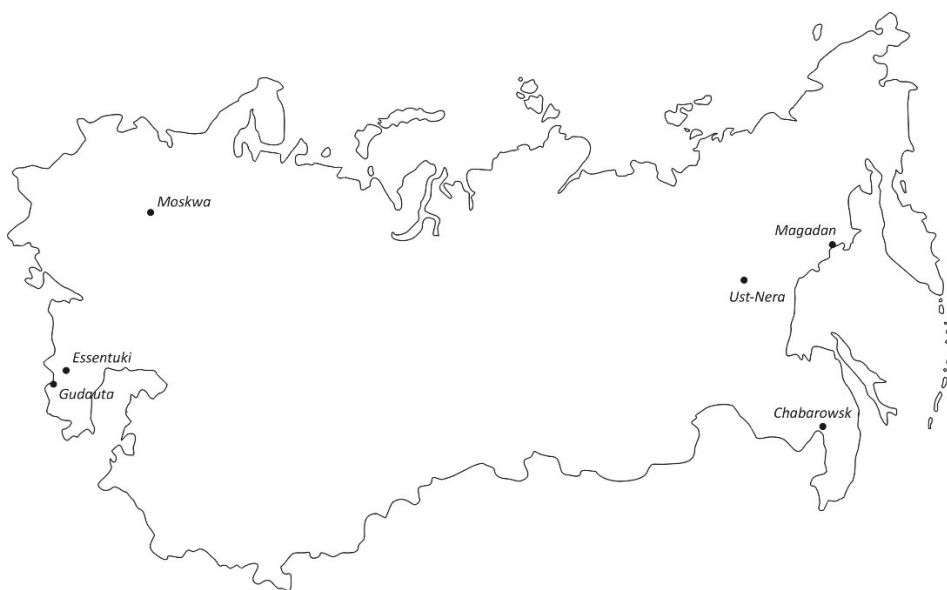 Moskwa
Magadan
Ust-Nera
Essentuki
Gudauta
Chabarowsk